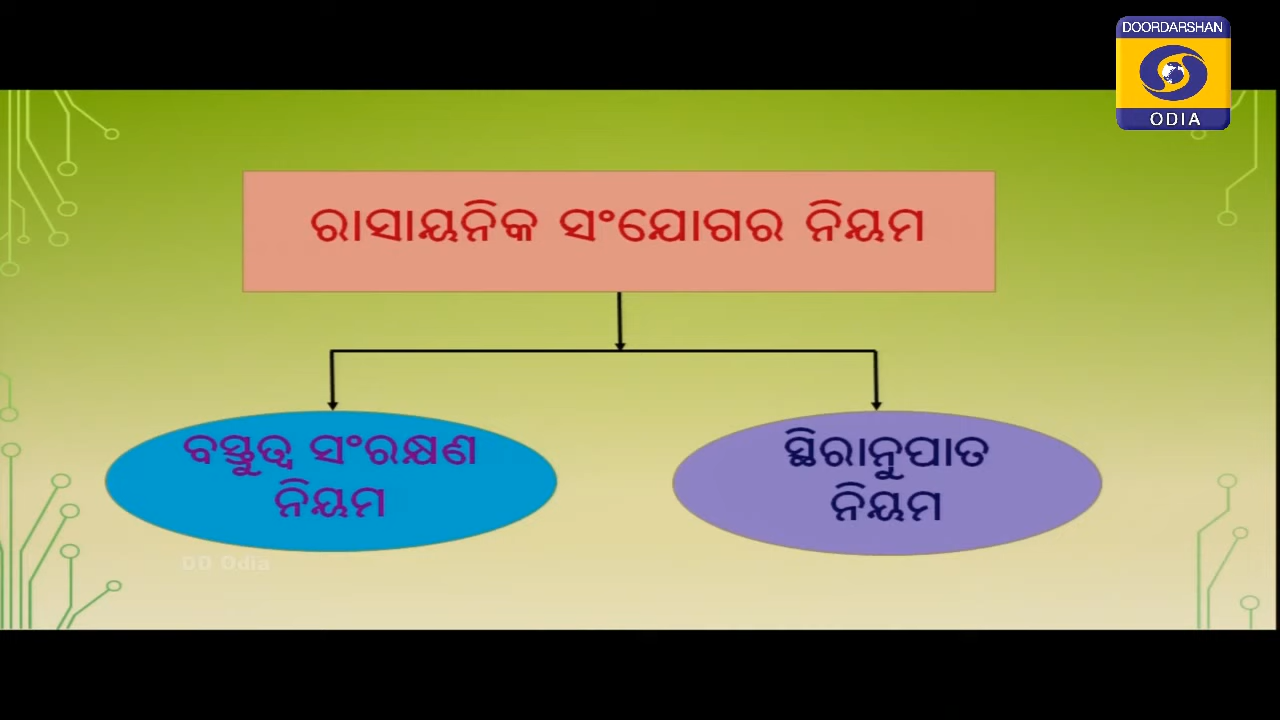 DOORDARSHAN
ODIA
ରାସାୟନିକ ସଂଯୋଗର ନିୟମ
ବସ୍ତୁତ୍ୱ ସଂରକ୍ଷଣ
ନିୟମ
ସ୍ଥିରାନୁପାତ
ନିୟମ
DD Odia